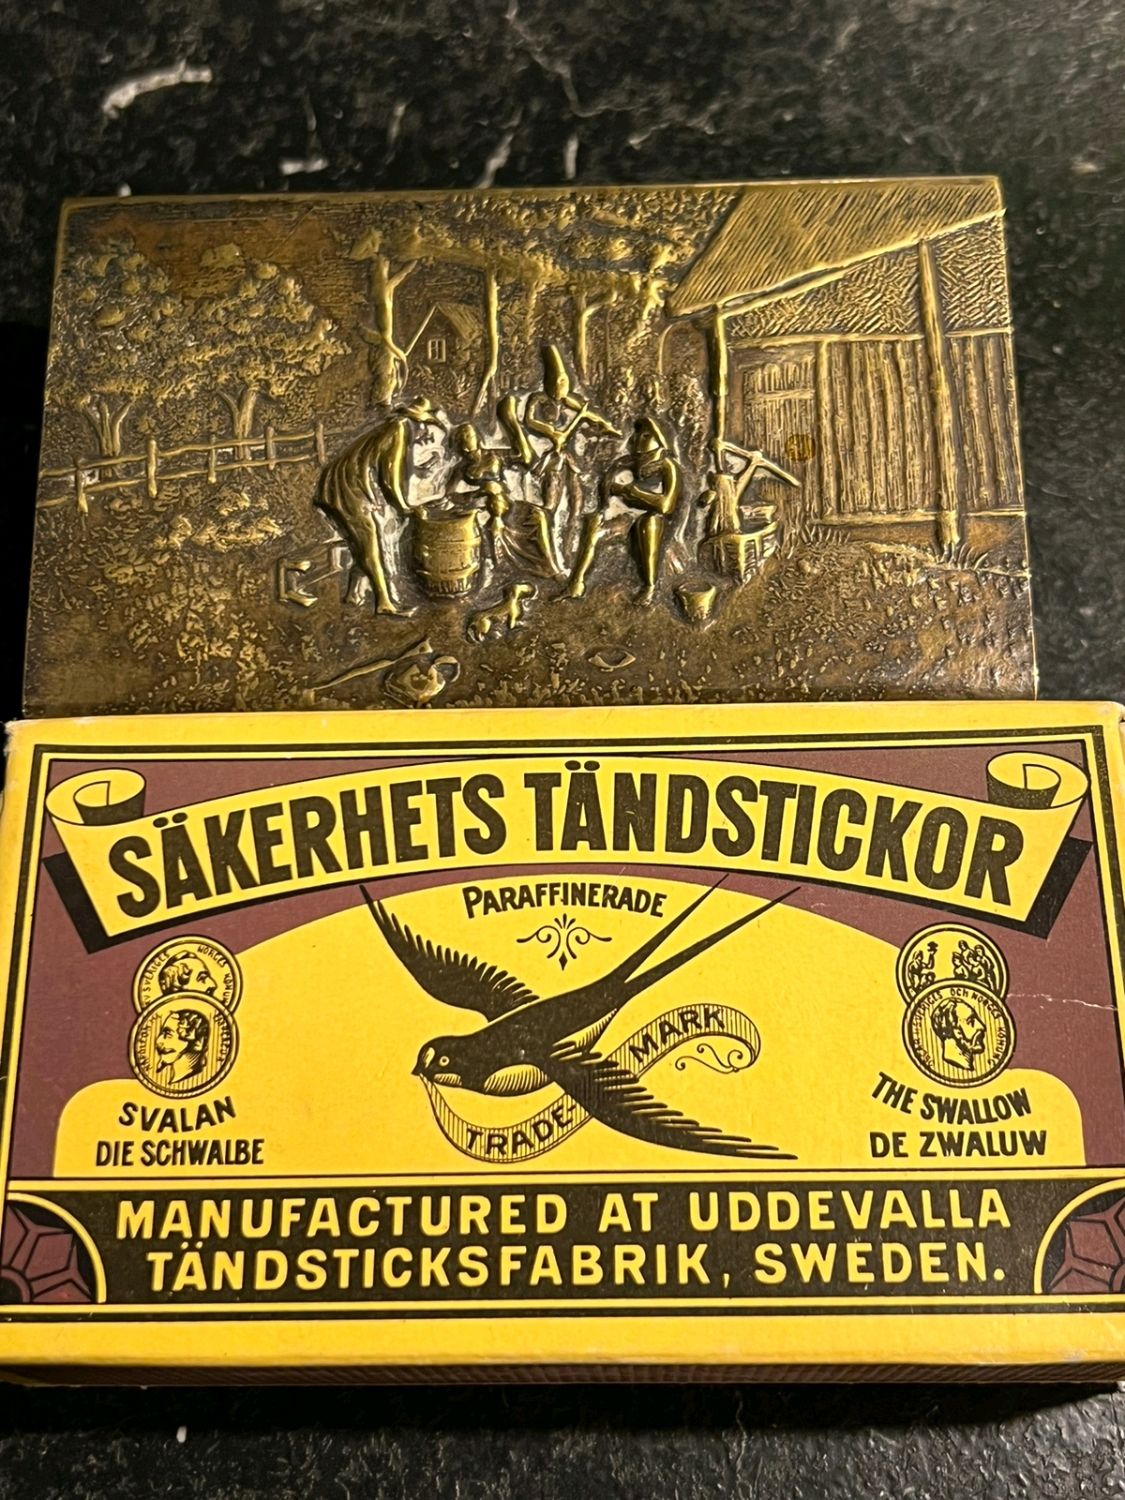 SÄKERHETS TÄNDSTICKOR
PARAFFINERADE
TRADE-MARK
SVALAN
DIE SCHWALBE
THE SWALLOW
DE ZWALUW
MANUFACTURED AT UDDEVALLA
TÄNDSTICKSFABRIK, SWEDEN.